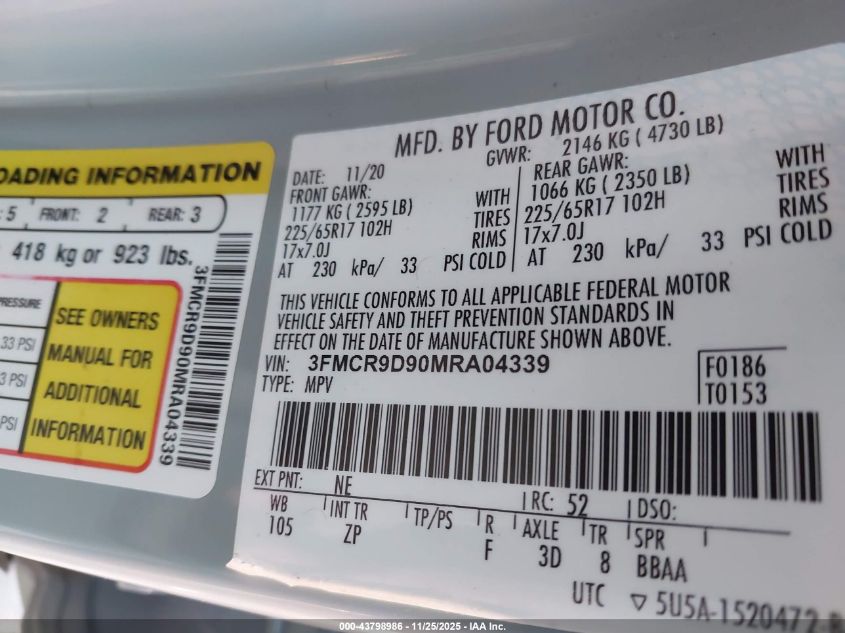 OADING INFORMATION
: 5 FRONT: 2 REAR: 3
418 kg or 923 lbs.
PRESSURE
33 PSI
3 PSI
PSI
SEE OWNERS
MANUAL FOR
ADDITIONAL
INFORMATION
3FMCR9D90MRA04339
MFD. BY FORD MOTOR CO.
DATE: 11/20 GVWR: 2146 KG ( 4730 LB)
FRONT GAWR: REAR GAWR: WITH
1177 KG ( 2595 LB) WITH 1066 KG ( 2350 LB) TIRES
225/65R17 102H TIRES 225/65R17 102H RIMS
17x7.0J RIMS 17x7.0J
AT 230 kPa/ 33 PSI COLD AT 230 kPa/ 33 PSI COLD
THIS VEHICLE CONFORMS TO ALL APPLICABLE FEDERAL MOTOR
VEHICLE SAFETY AND THEFT PREVENTION STANDARDS IN
EFFECT ON THE DATE OF MANUFACTURE SHOWN ABOVE.
VIN: 3FMCR9D90MRA04339 F0186
TYPE: MPV T0153
EXT PNT: NE RC: 52 DSO:
WB INT TR TP/PS R AXLE TR SPR
105 ZP F 3D 8 BBAA
UTC 5U5A-1520472-
000-43798986 - 11/25/2025 - IAA Inc.